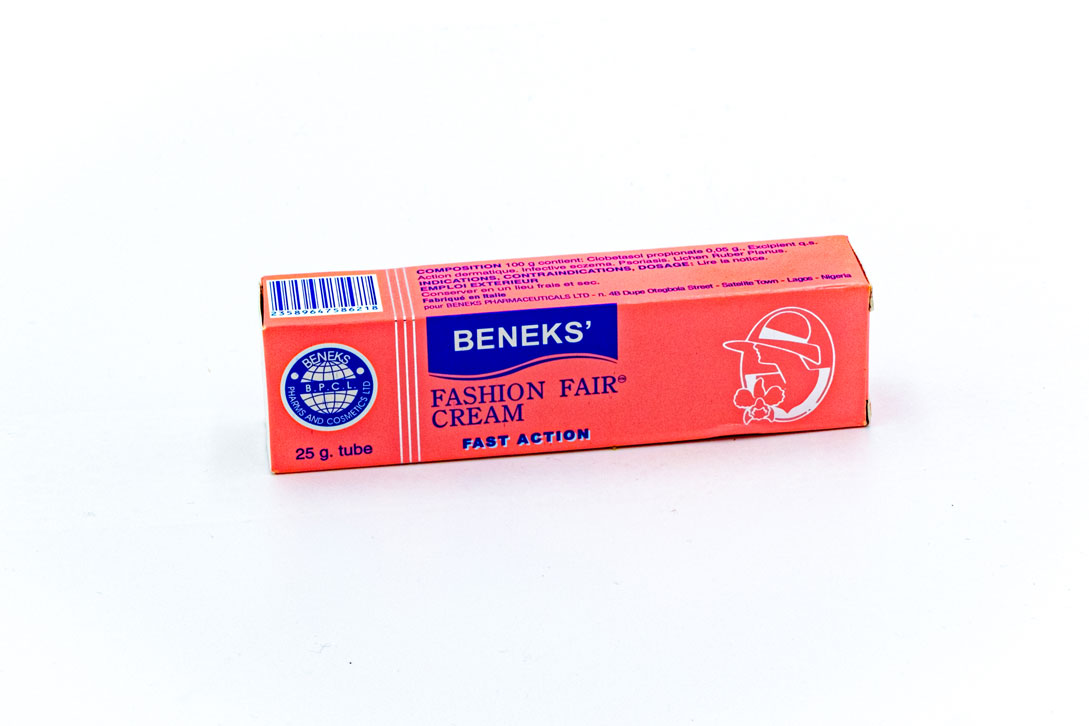 COMPOSITION 100 g contient: Clobetasol propionate 0,05 g., Excipient q.s.
Action dermatique. Infective eczema. Psoriasis. Lichen Ruber Planus.
INDICATIONS, CONTRAINDICATIONS, DOSAGE: Lire la notice.
EMPLOI EXTERIEUR
Conserver en un lieu frais et sec.
Fabriqué en Italie
pour BENEKS PHARMACEUTICALS LTD - n. 4B Dupe Otegbola Street - Satelite Town - Lagos - Nigeria
23589647586218
BENEKS
B.P.C.L.
PHARMS AND COSMETICS LTD
25 g. tube
BENEKS’
FASHION FAIR
CREAM
FAST ACTION